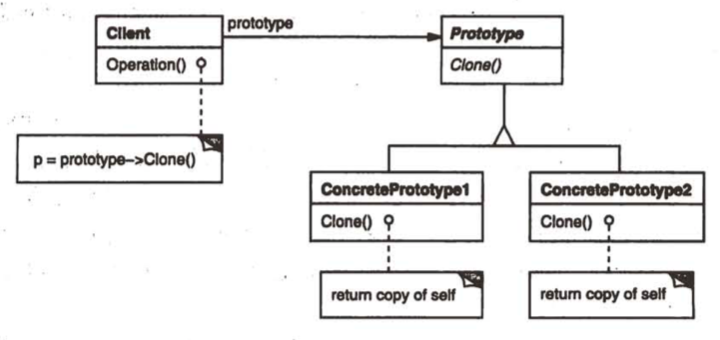 Client
prototype
Prototype
Operation()
Clone()
p = prototype->Clone()
ConcretePrototype1
ConcretePrototype2
Clone()
Clone()
return copy of self
return copy of self